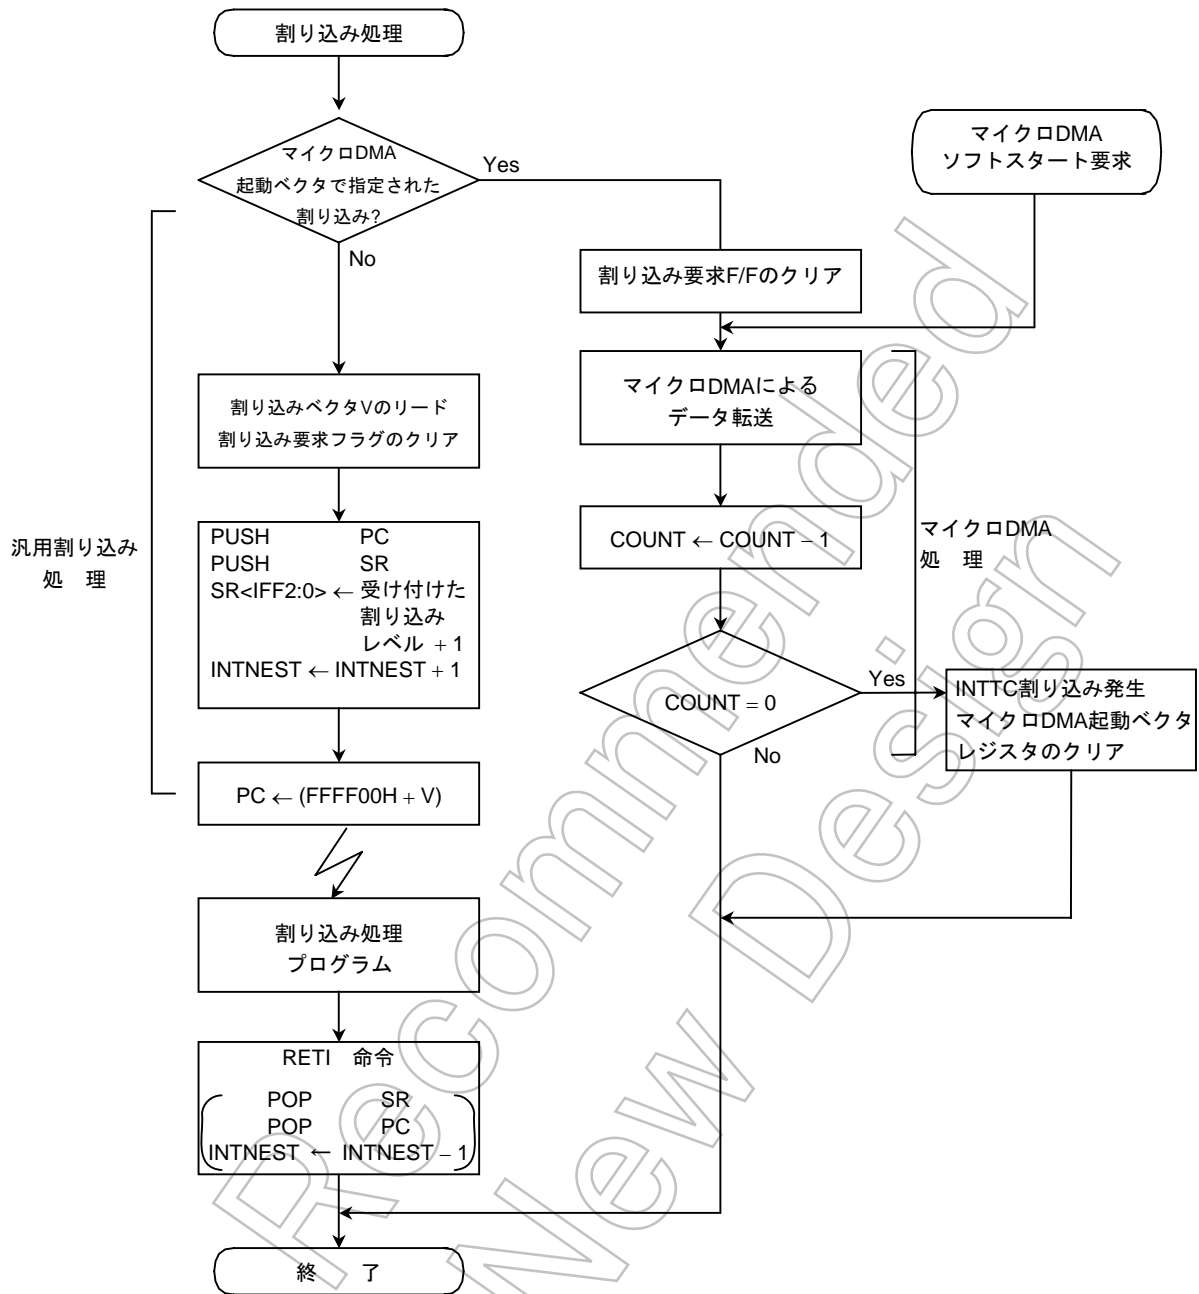 割り込み処理
マイクロDMA
起動ベクタで指定された
割り込み?
Yes
No
マイクロDMA
ソフトスタート要求
割り込み要求F/Fのクリア
割り込みベクタVのリード
割り込み要求フラグのクリア
マイクロDMAによる
データ転送
汎用割り込み
処 理
PUSH PC
PUSH SR
SR<IFF2:0> ← 受け付けた
割り込み
レベル + 1
INTNEST ← INTNEST + 1
COUNT ← COUNT − 1
マイクロDMA
処 理
COUNT = 0
Yes
No
INTTC割り込み発生
マイクロDMA起動ベクタ
レジスタのクリア
PC ← (FFFF00H + V)
割り込み処理
プログラム
RETI 命令
POP SR
POP PC
INTNEST ← INTNEST − 1
終 了
Recommended
New Design